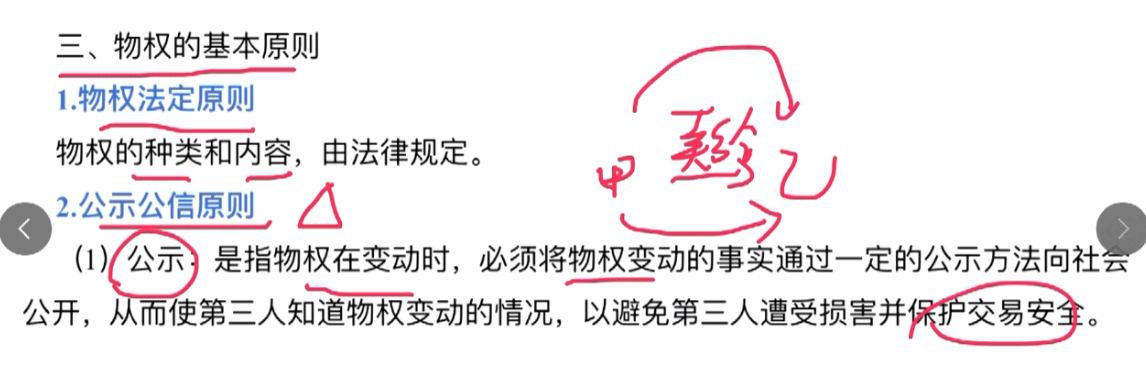 三、物权的基本原则
1.物权法定原则
物权的种类和内容，由法律规定。
卖给
甲
乙
2.公示公信原则
（1）公示：是指物权在变动时，必须将物权变动的事实通过一定的公示方法向社会
公开，从而使第三人知道物权变动的情况，以避免第三人遭受损害并保护交易安全。